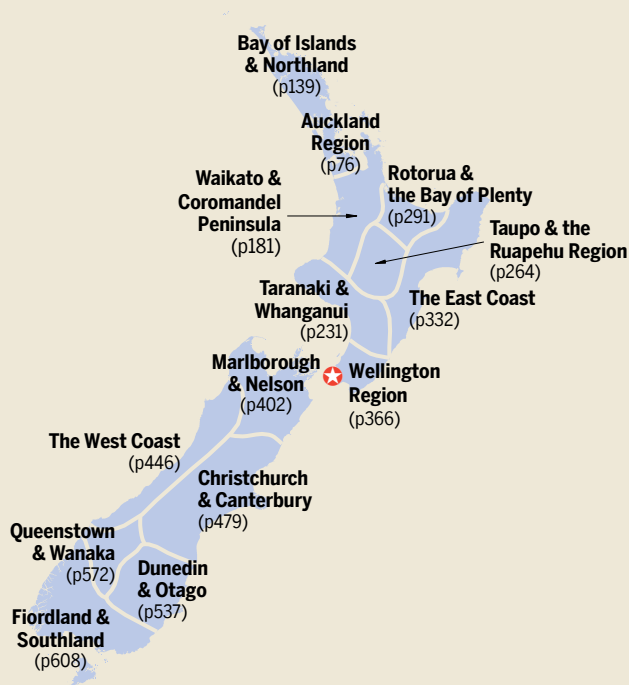 Bay of Islands
& Northland
(p139)
Auckland
Region
(p76)
Waikato &
Coromandel
Peninsula
(p181)
Rotorua &
the Bay of Plenty
(p291)
Taupo & the
Ruapehu Region
(p264)
Taranaki &
Whanganui
(p231)
The East Coast
(p332)
Marlborough
& Nelson
(p402)
Wellington
Region
(p366)
The West Coast
(p446)
Christchurch
& Canterbury
(p479)
Queenstown
& Wanaka
(p572)
Dunedin
& Otago
(p537)
Fiordland &
Southland
(p608)